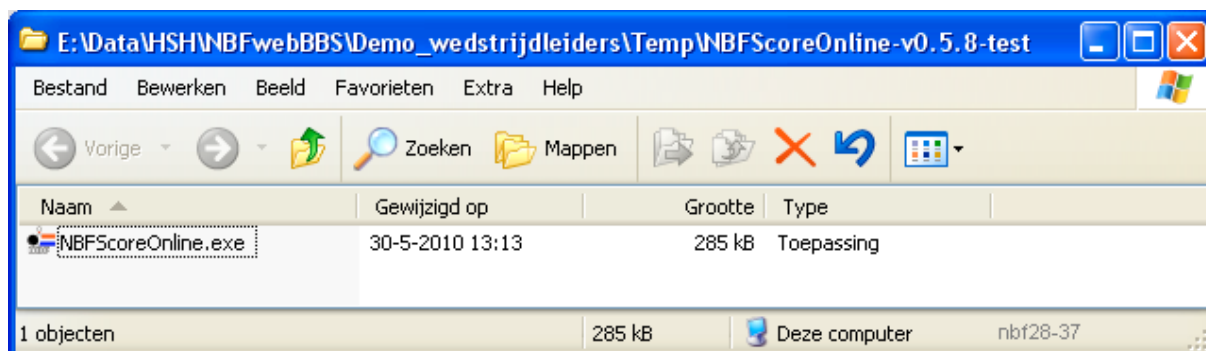 E:\Data\HSH\NBFwebBBS\Demo_wedstrijdleiders\Temp\NBFScoreOnline-v0.5.8-test
Bestand Bewerken Beeld Favorieten Extra Help
Vorige Zoeken Mappen
Naam Gewijzigd op Grootte Type
NBFScoreOnline.exe 30-5-2010 13:13 285 kB Toepassing
1 objecten 285 kB Deze computer nbf28-37